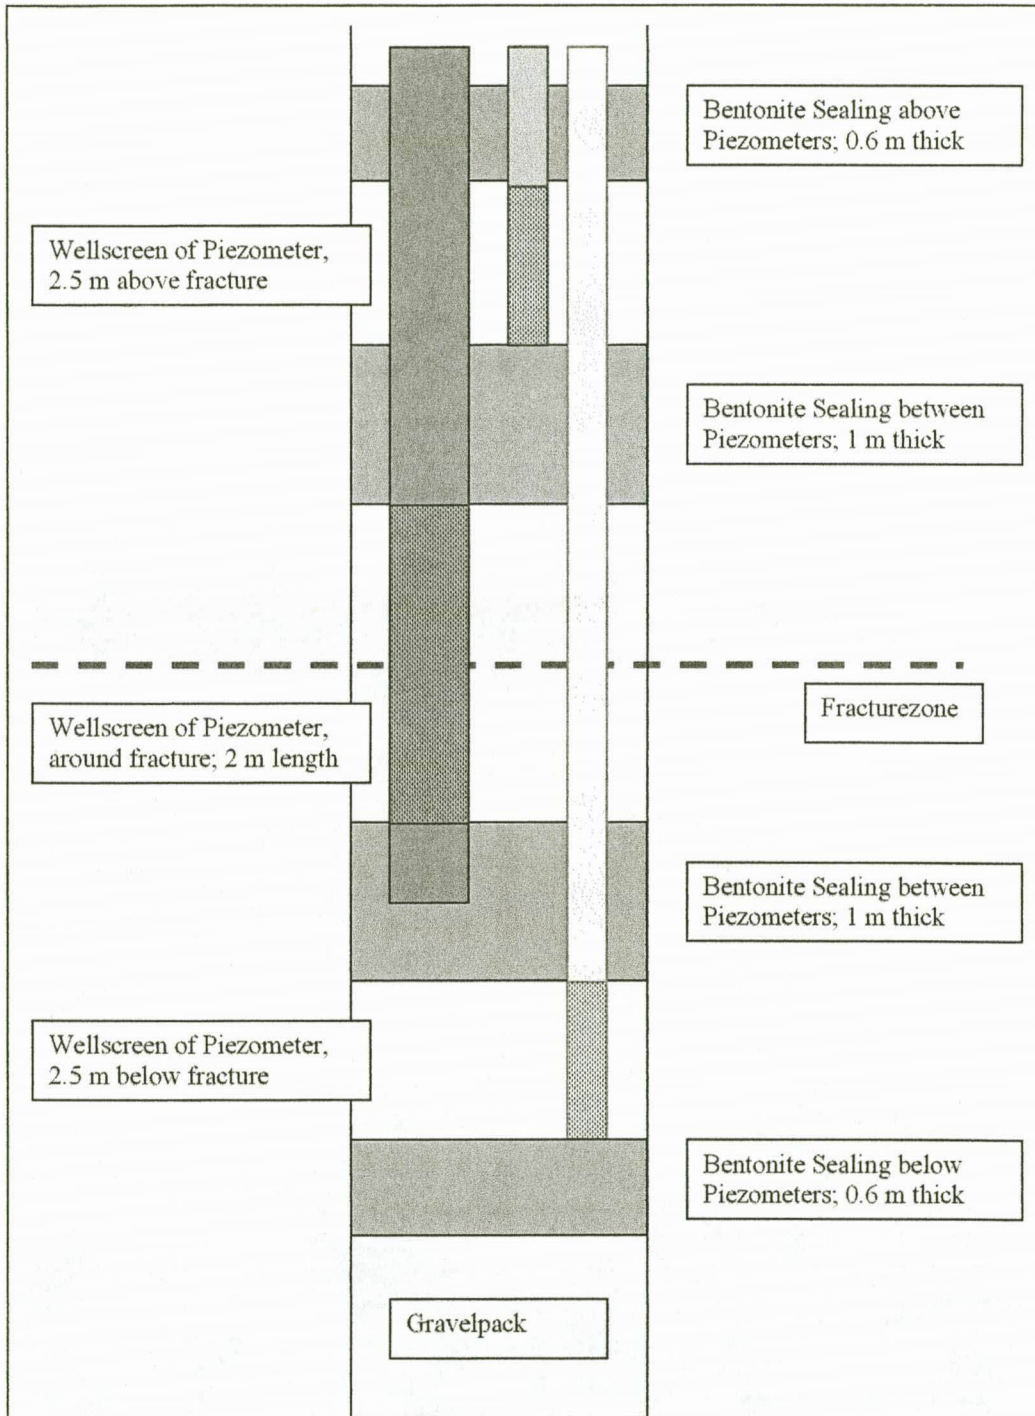 Bentonite Sealing above
Piezometers; 0.6 m thick
Wellscreen of Piezometer,
2.5 m above fracture
Bentonite Sealing between
Piezometers; 1 m thick
Fracturezone
Wellscreen of Piezometer,
around fracture; 2 m length
Bentonite Sealing between
Piezometers; 1 m thick
Wellscreen of Piezometer,
2.5 m below fracture
Bentonite Sealing below
Piezometers; 0.6 m thick
Gravelpack